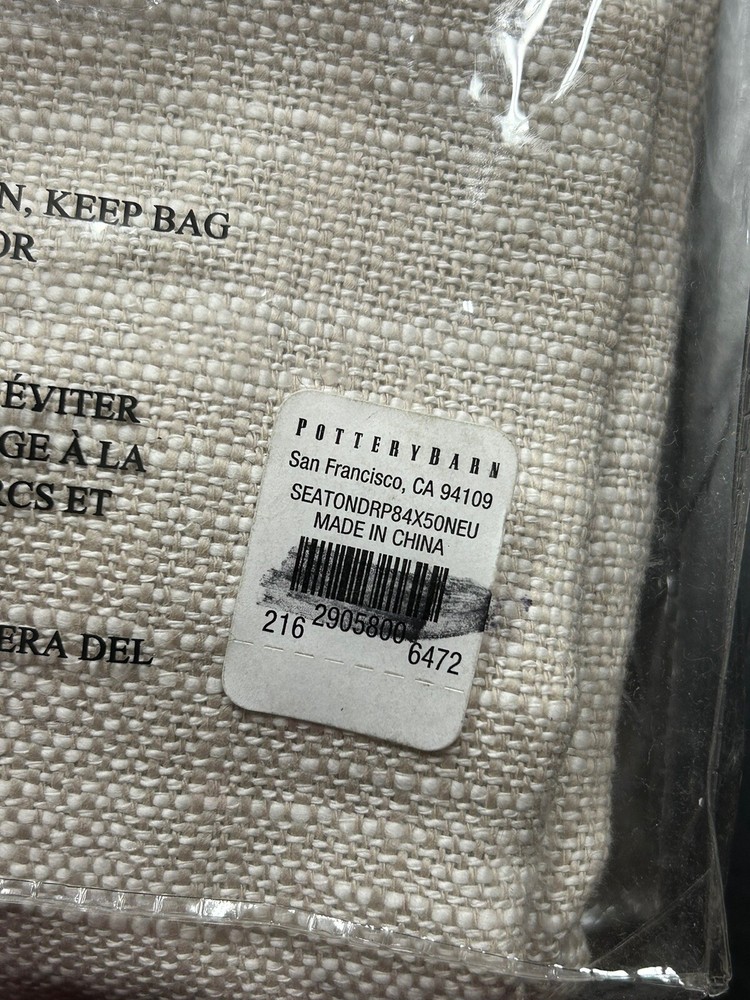 N, KEEP BAG
OR
ÉVITER
GE À LA
RCS ET
ERA DEL
POTTERYBARN
San Francisco, CA 94109
SEATONDRP84X50NEU
MADE IN CHINA
216 2905800 6472